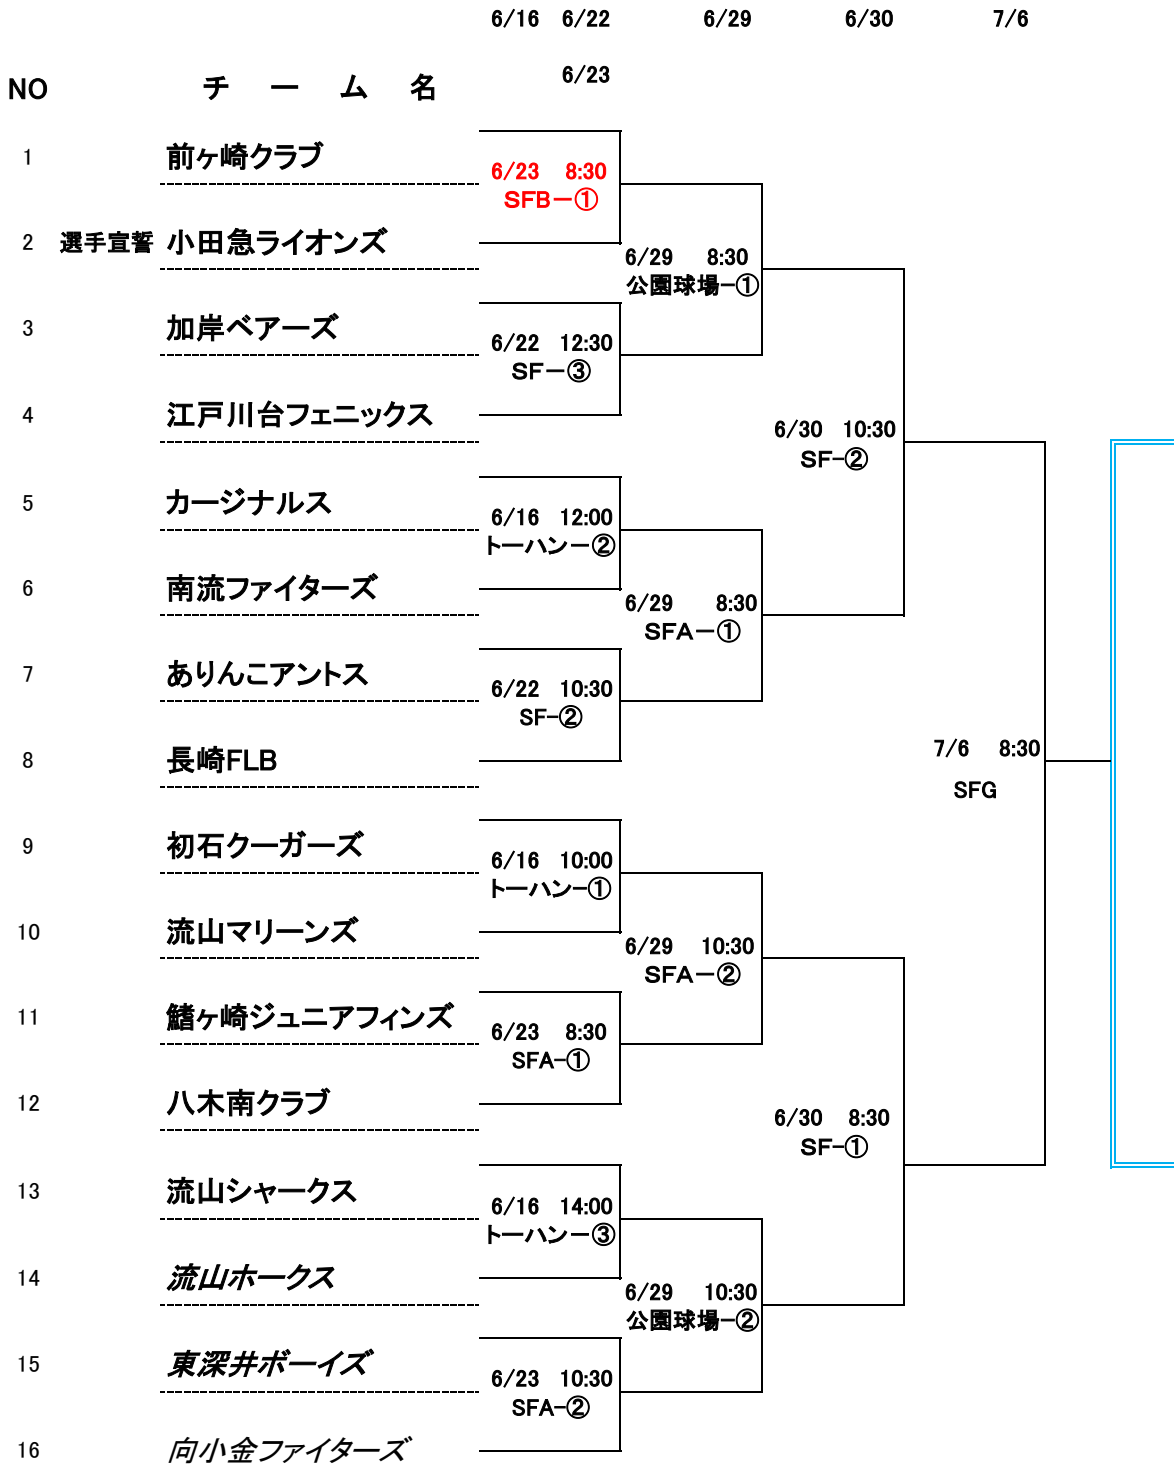 6/16 6/22 6/29 6/30 7/6
6/23
NO チ ー ム 名
1 前ヶ崎クラブ
6/23 8:30
SFB－①
2 選手宣誓 小田急ライオンズ
6/29 8:30
公園球場−①
3 加岸ベアーズ
6/22 12:30
SF－③
4 江戸川台フェニックス
6/30 10:30
SF-②
5 カージナルス
6/16 12:00
トーハン－②
6 南流ファイターズ
6/29 8:30
SFA－①
7 ありんこアントス
6/22 10:30
SF-②
8 長崎FLB
7/6 8:30
SFG
9 初石クーガーズ
6/16 10:00
トーハン-①
10 流山マリーンズ
6/29 10:30
SFA－②
11 鰭ヶ崎ジュニアフィンズ
6/23 8:30
SFA-①
12 八木南クラブ
6/30 8:30
SF-①
13 流山シャークス
6/16 14:00
トーハン－③
14 流山ホークス
6/29 10:30
公園球場−②
15 東深井ボーイズ
6/23 10:30
SFA-②
16 向小金ファイターズ